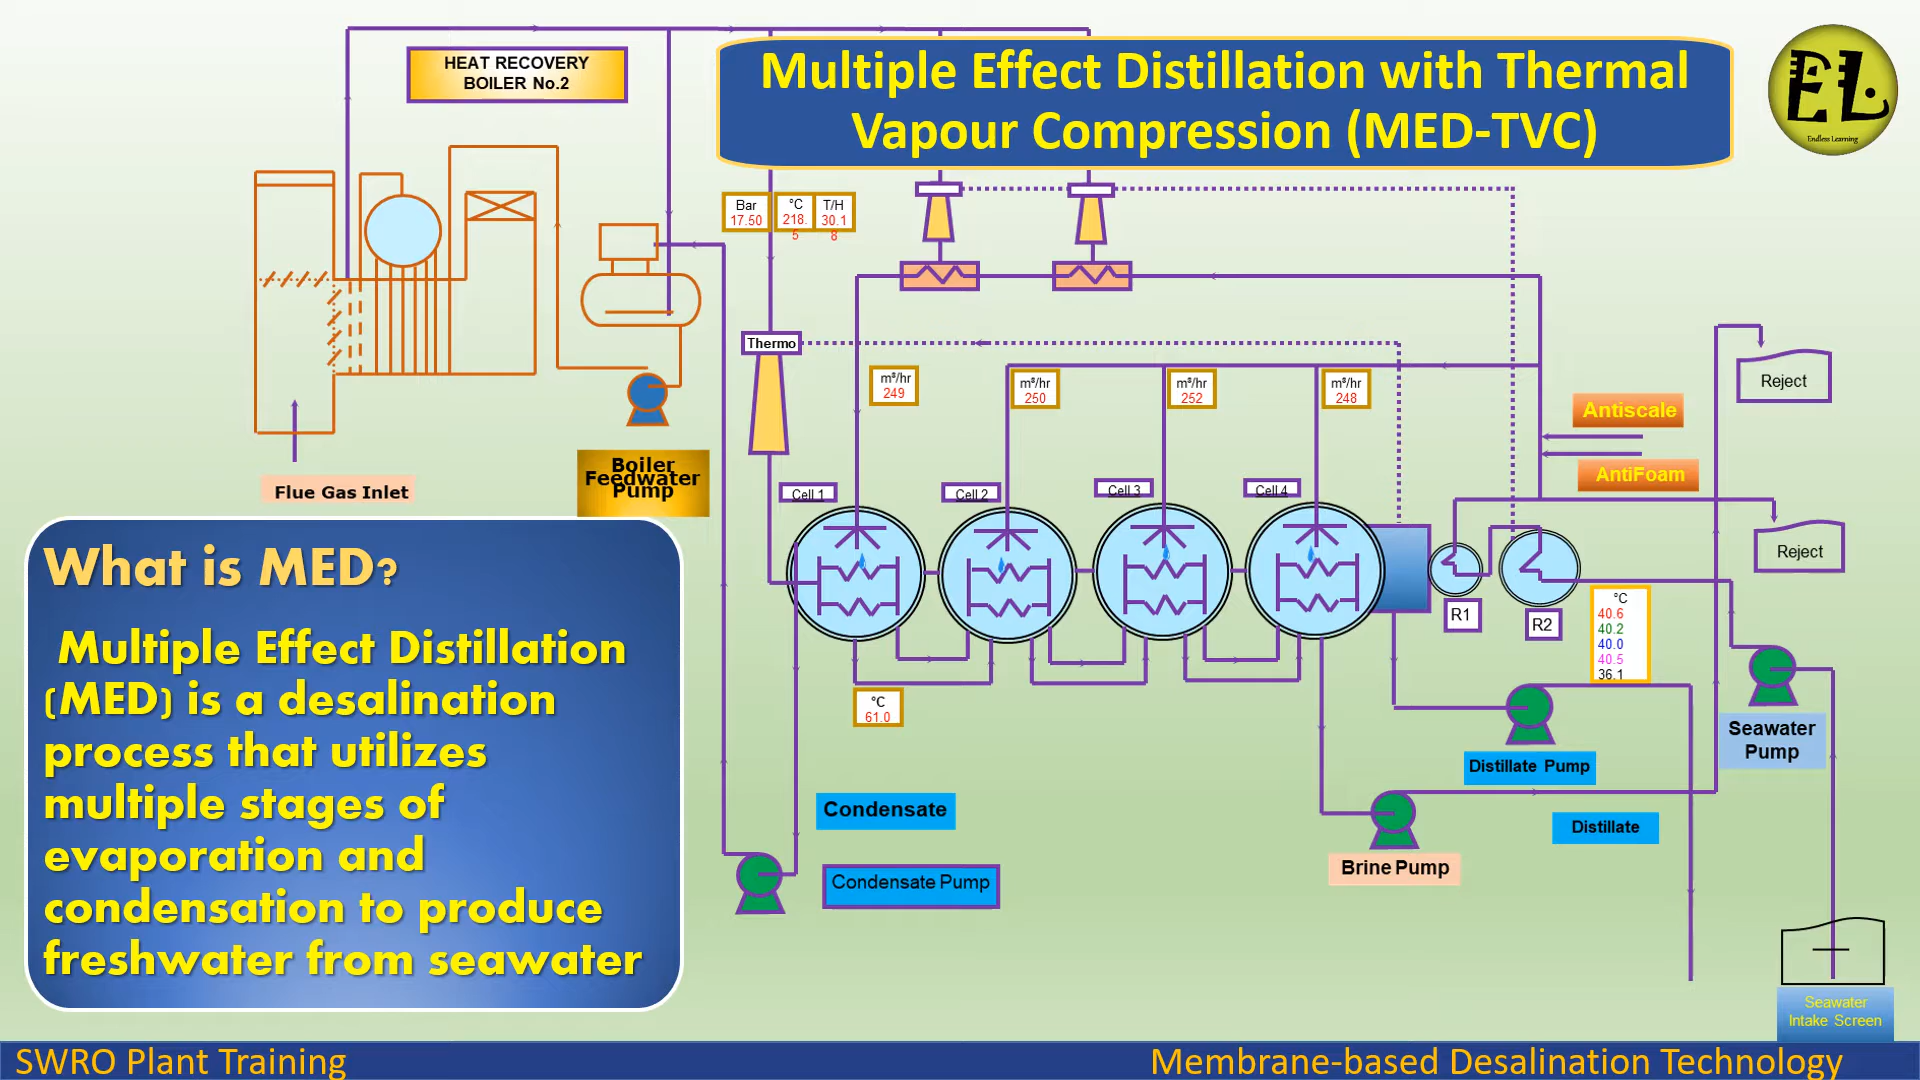 HEAT RECOVERY
BOILER No.2
Multiple Effect Distillation with Thermal
Vapour Compression (MED-TVC)
EL
Endless Learning
Bar
17.50
°C
218.
5
T/H
30.1
8
Thermo
m³/hr
249
m³/hr
250
m³/hr
252
m³/hr
248
Reject
Antiscale
AntiFoam
Reject
Flue Gas Inlet
Boiler
Feedwater
Pump
Cell 1
Cell 2
Cell 3
Cell 4
R1
R2
°C
40.6
40.2
40.0
40.5
36.1
°C
61.0
What is MED?
Multiple Effect Distillation
(MED) is a desalination
process that utilizes
multiple stages of
evaporation and
condensation to produce
freshwater from seawater
Seawater
Pump
Distillate Pump
Condensate
Distillate
Brine Pump
Condensate Pump
Seawater
Intake Screen
SWRO Plant Training
Membrane-based Desalination Technology